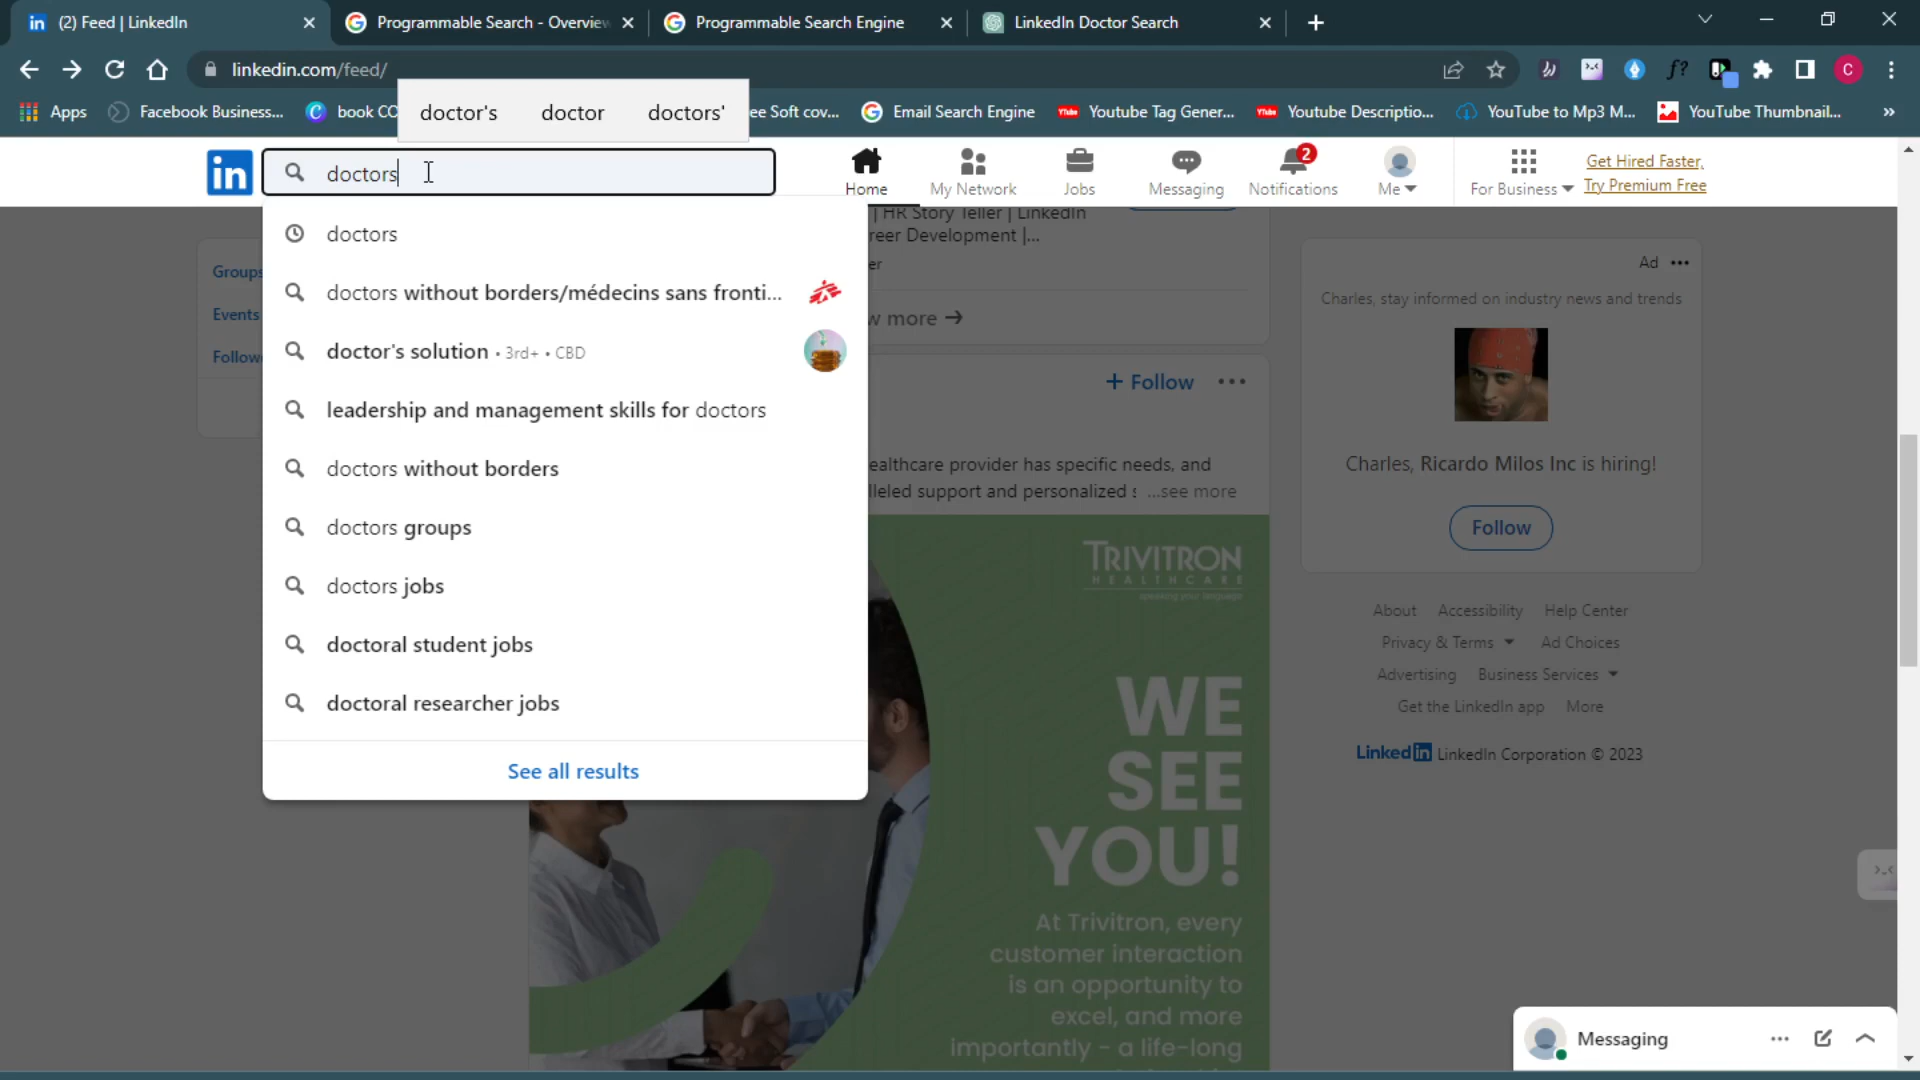 (2) Feed | LinkedIn
Programmable Search - Overview
Programmable Search Engine
LinkedIn Doctor Search
linkedin.com/feed/
f?
C
Apps
Facebook Business...
book CO
doctor's doctor doctors'
ee Soft cov...
Email Search Engine
Youtube Tag Gener...
Youtube Descriptio...
YouTube to Mp3 M...
YouTube Thumbnail...
»
in
doctors
Home
My Network
Jobs
Messaging
2
Notifications
Me
For Business
Get Hired Faster,
Try Premium Free
doctors
doctors without borders/médecins sans fronti...
doctor's solution • 3rd+ • CBD
leadership and management skills for doctors
doctors without borders
doctors groups
doctors jobs
doctoral student jobs
doctoral researcher jobs
See all results
Groups
Events
Follow
| HR Story Teller | LinkedIn
reer Development |...
er
w more →
+ Follow
ealthcare provider has specific needs, and
lleled support and personalized s ...see more
TRIVITRON
HEALTHCARE
speaking your language
WE
SEE
YOU!
At Trivitron, every
customer interaction
is an opportunity to
excel, and more
importantly - a life-long
Ad
Charles, stay informed on industry news and trends
Charles, Ricardo Milos Inc is hiring!
Follow
About Accessibility Help Center
Privacy & Terms Ad Choices
Advertising Business Services
Get the LinkedIn app More
LinkedIn LinkedIn Corporation © 2023
Messaging